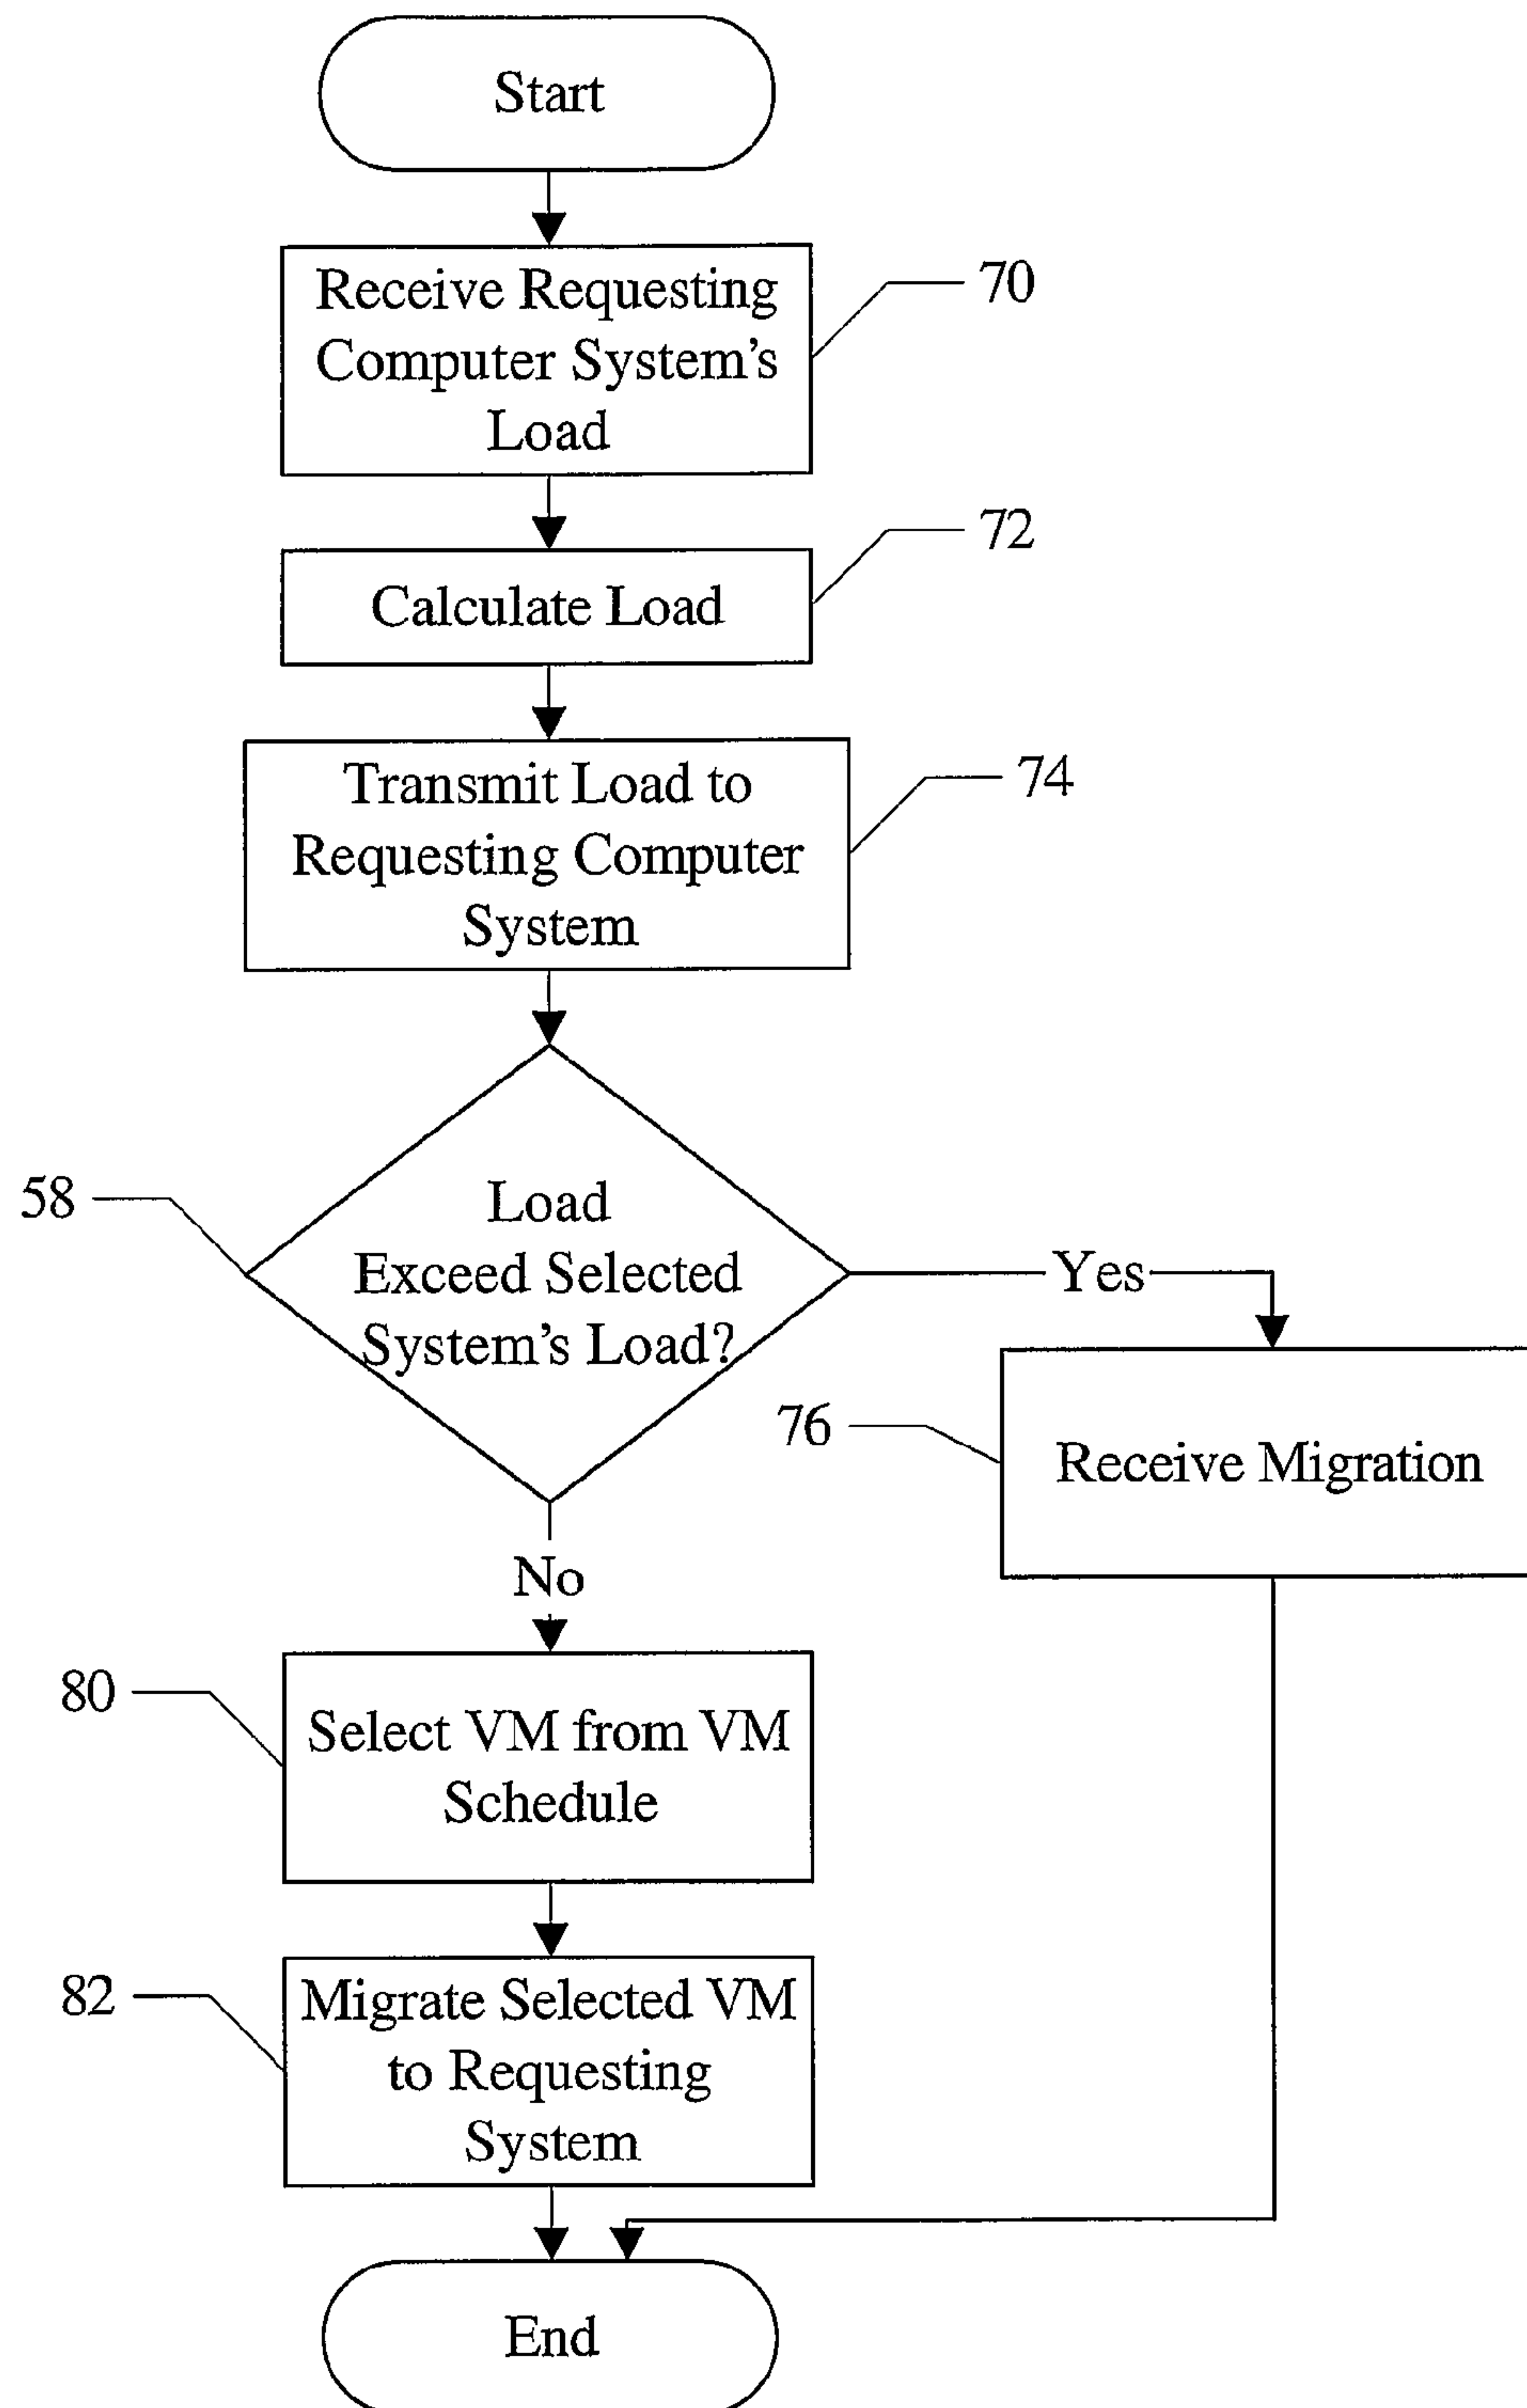 Start
Receive Requesting
Computer System's
Load
70
Calculate Load
72
Transmit Load to
Requesting Computer
System
74
58
Load
Exceed Selected
System's Load?
Yes
76
Receive Migration
No
80
Select VM from VM
Schedule
82
Migrate Selected VM
to Requesting
System
End